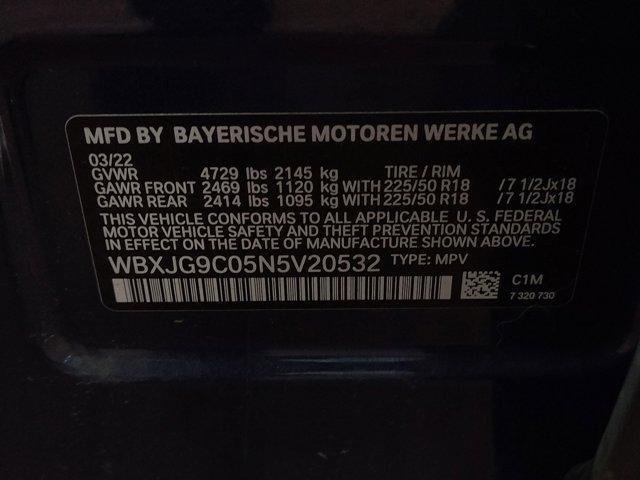 MFD BY BAYERISCHE MOTOREN WERKE AG
03/22
GVWR 4729 lbs 2145 kg TIRE / RIM
GAWR FRONT 2469 lbs 1120 kg WITH 225/50 R18 / 7 1/2Jx18
GAWR REAR 2414 lbs 1095 kg WITH 225/50 R18 / 7 1/2Jx18
THIS VEHICLE CONFORMS TO ALL APPLICABLE U. S. FEDERAL
MOTOR VEHICLE SAFETY AND THEFT PREVENTION STANDARDS
IN EFFECT ON THE DATE OF MANUFACTURE SHOWN ABOVE.
WBXJG9C05N5V20532 TYPE: MPV
C1M
7 320 730